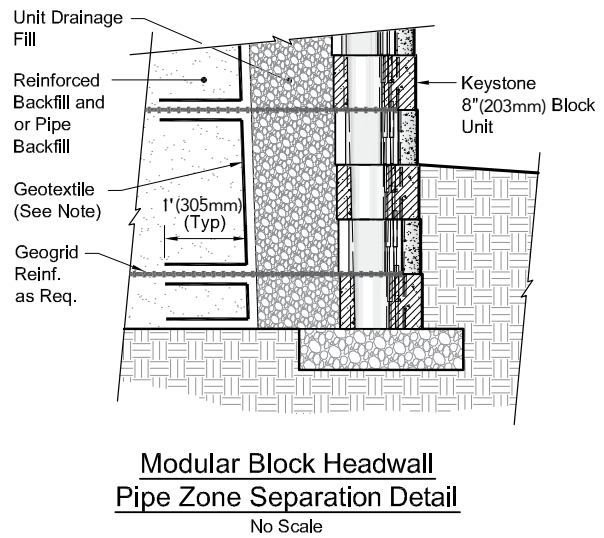 Unit Drainage
Fill
Reinforced
Backfill and
or Pipe
Backfill
Geotextile
(See Note)
1'(305mm)
(Typ)
Geogrid
Reinf.
as Req.
Keystone
8"(203mm) Block
Unit
Modular Block Headwall
Pipe Zone Separation Detail
No Scale